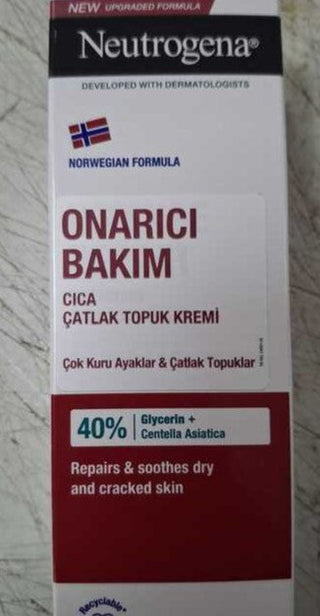 NEW UPGRADED FORMULA
Neutrogena®
DEVELOPED WITH DERMATOLOGISTS
NORWEGIAN FORMULA
ONARICI
BAKIM
CICA
ÇATLAK TOPUK KREMİ
Çok Kuru Ayaklar & Çatlak Topuklar
40% Glycerin +
Centella Asiatica
Repairs & soothes dry
and cracked skin
Recyclable